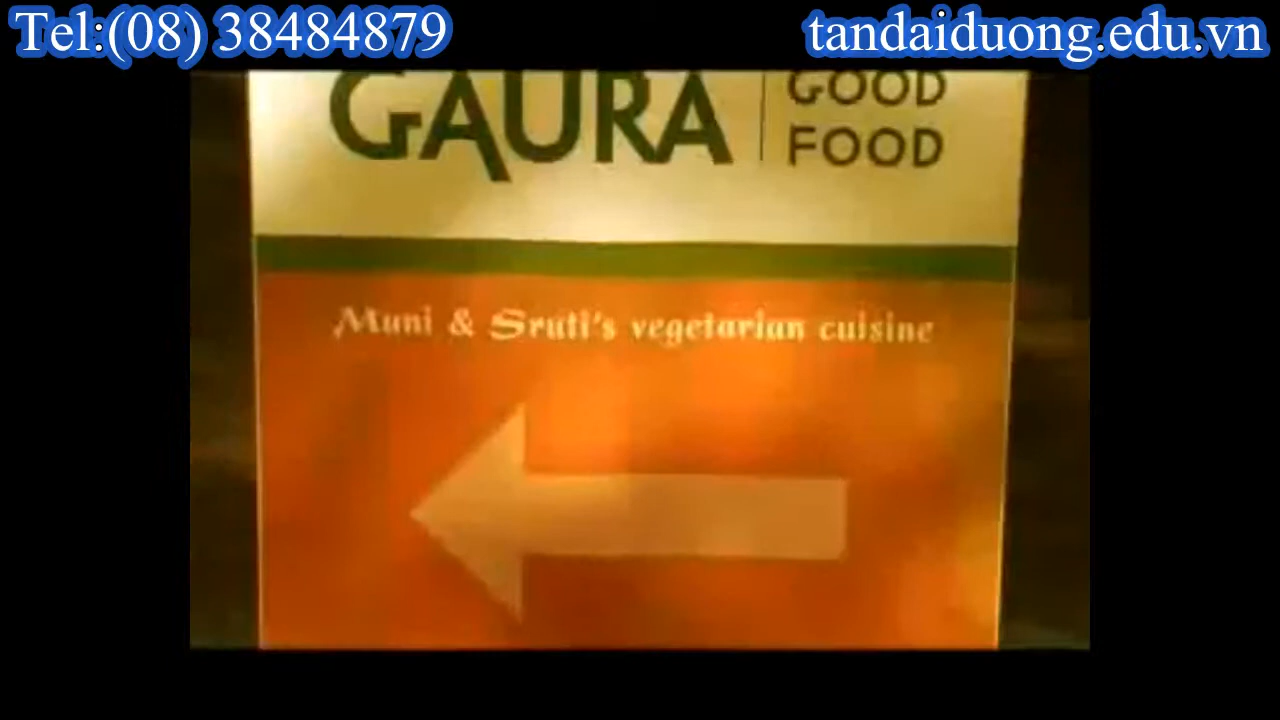 Tel:(08) 38484879
tandaiduong.edu.vn
GAURA
GOOD
FOOD
Muni & Sruti's vegetarian cuisine